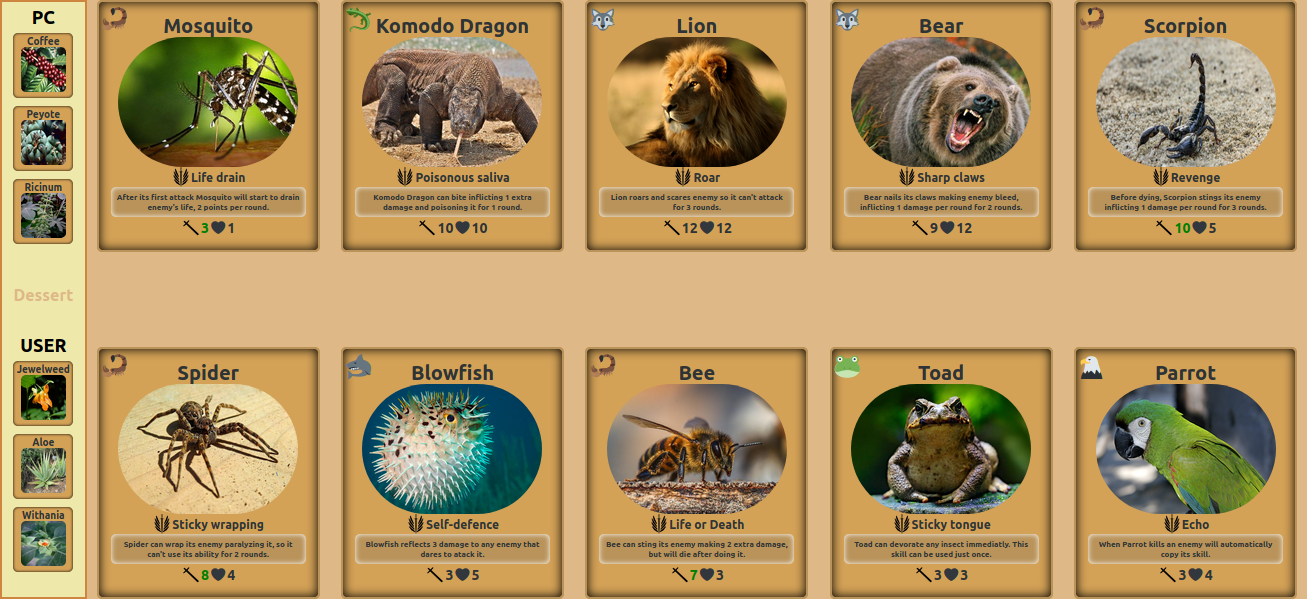 PC
Coffee
Peyote
Ricinum
Dessert
USER
Jewelweed
Aloe
Withania
Mosquito
Life drain
After its first attack Mosquito will start to drain
enemy's life, 2 points per round.
3 1
Komodo Dragon
Poisonous saliva
Komodo Dragon can bite inflicting 1 extra
damage and poisoning it for 1 round.
10 10
Lion
Roar
Lion roars and scares enemy so it can't attack
for 3 rounds.
12 12
Bear
Sharp claws
Bear nails its claws making enemy bleed,
inflicting 1 damage per round for 2 rounds.
9 12
Scorpion
Revenge
Before dying, Scorpion stings its enemy
inflicting 1 damage per round for 3 rounds.
10 5
Spider
Sticky wrapping
Spider can wrap its enemy paralyzing it, so it
can't use its ability for 2 rounds.
8 4
Blowfish
Self-defence
Blowfish reflects 3 damage to any enemy that
dares to atack it.
3 5
Bee
Life or Death
Bee can sting its enemy making 2 extra damage,
but will die after doing it.
7 3
Toad
Sticky tongue
Toad can devorate any insect immediatly. This
skill can be used just once.
3 3
Parrot
Echo
When Parrot kills an enemy will automatically
copy its skill.
3 4